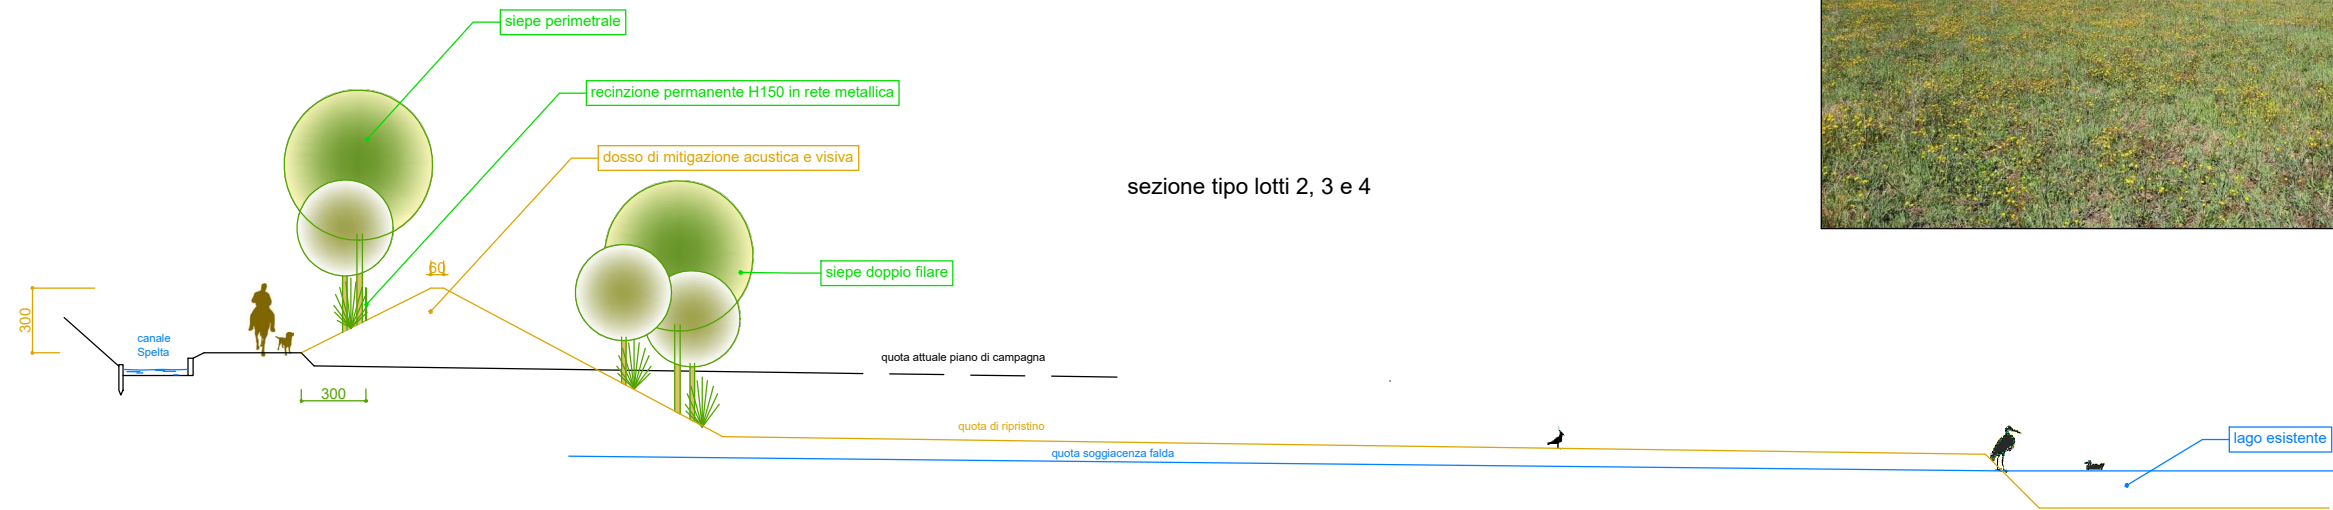 siepe perimetrale
recinzione permanente H150 in rete metallica
dosso di mitigazione acustica e visiva
sezione tipo lotti 2, 3 e 4
60
siepe doppio filare
300
canale
Spelta
quota attuale piano di campagna
300
quota di ripristino
lago esistente
quota soggiacenza falda